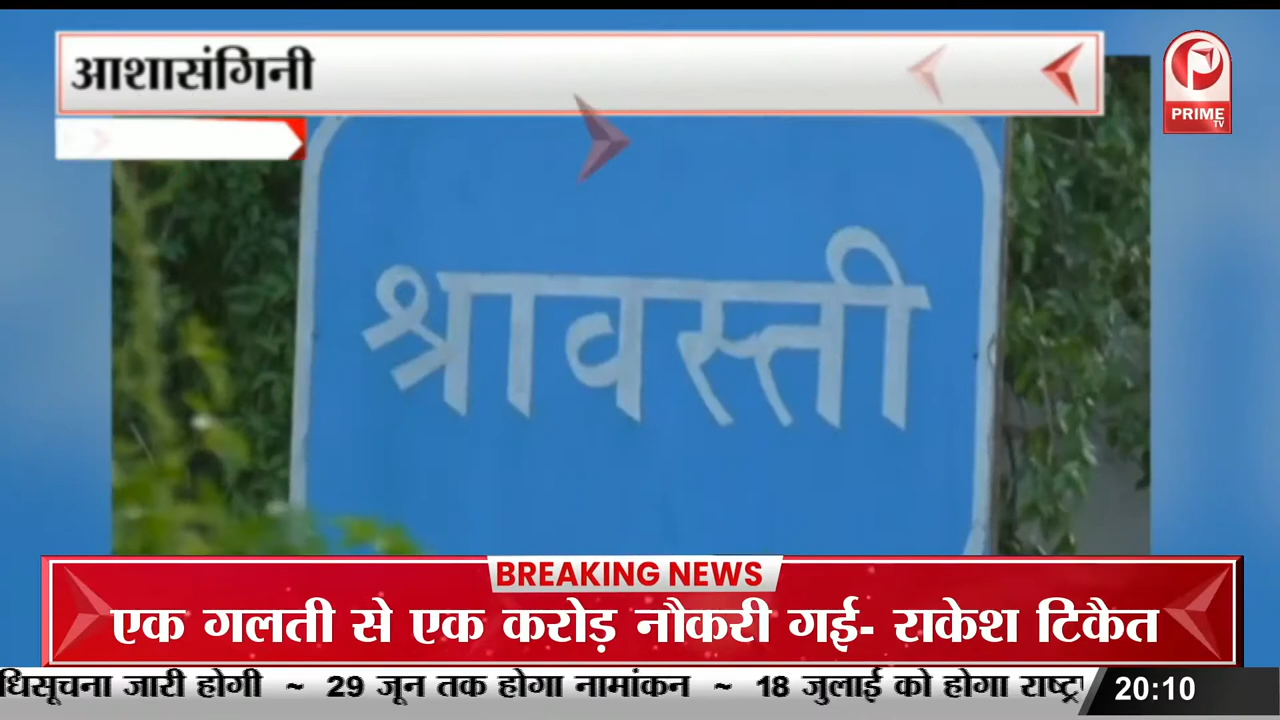 आशासंगिनी
PRIME
TV
श्रावस्ती
BREAKING NEWS
एक गलती से एक करोड़ नौकरी गई- राकेश टिकैत
धिसूचना जारी होगी ~ 29 जून तक होगा नामांकन ~ 18 जुलाई को होगा राष्ट्रप
20:10